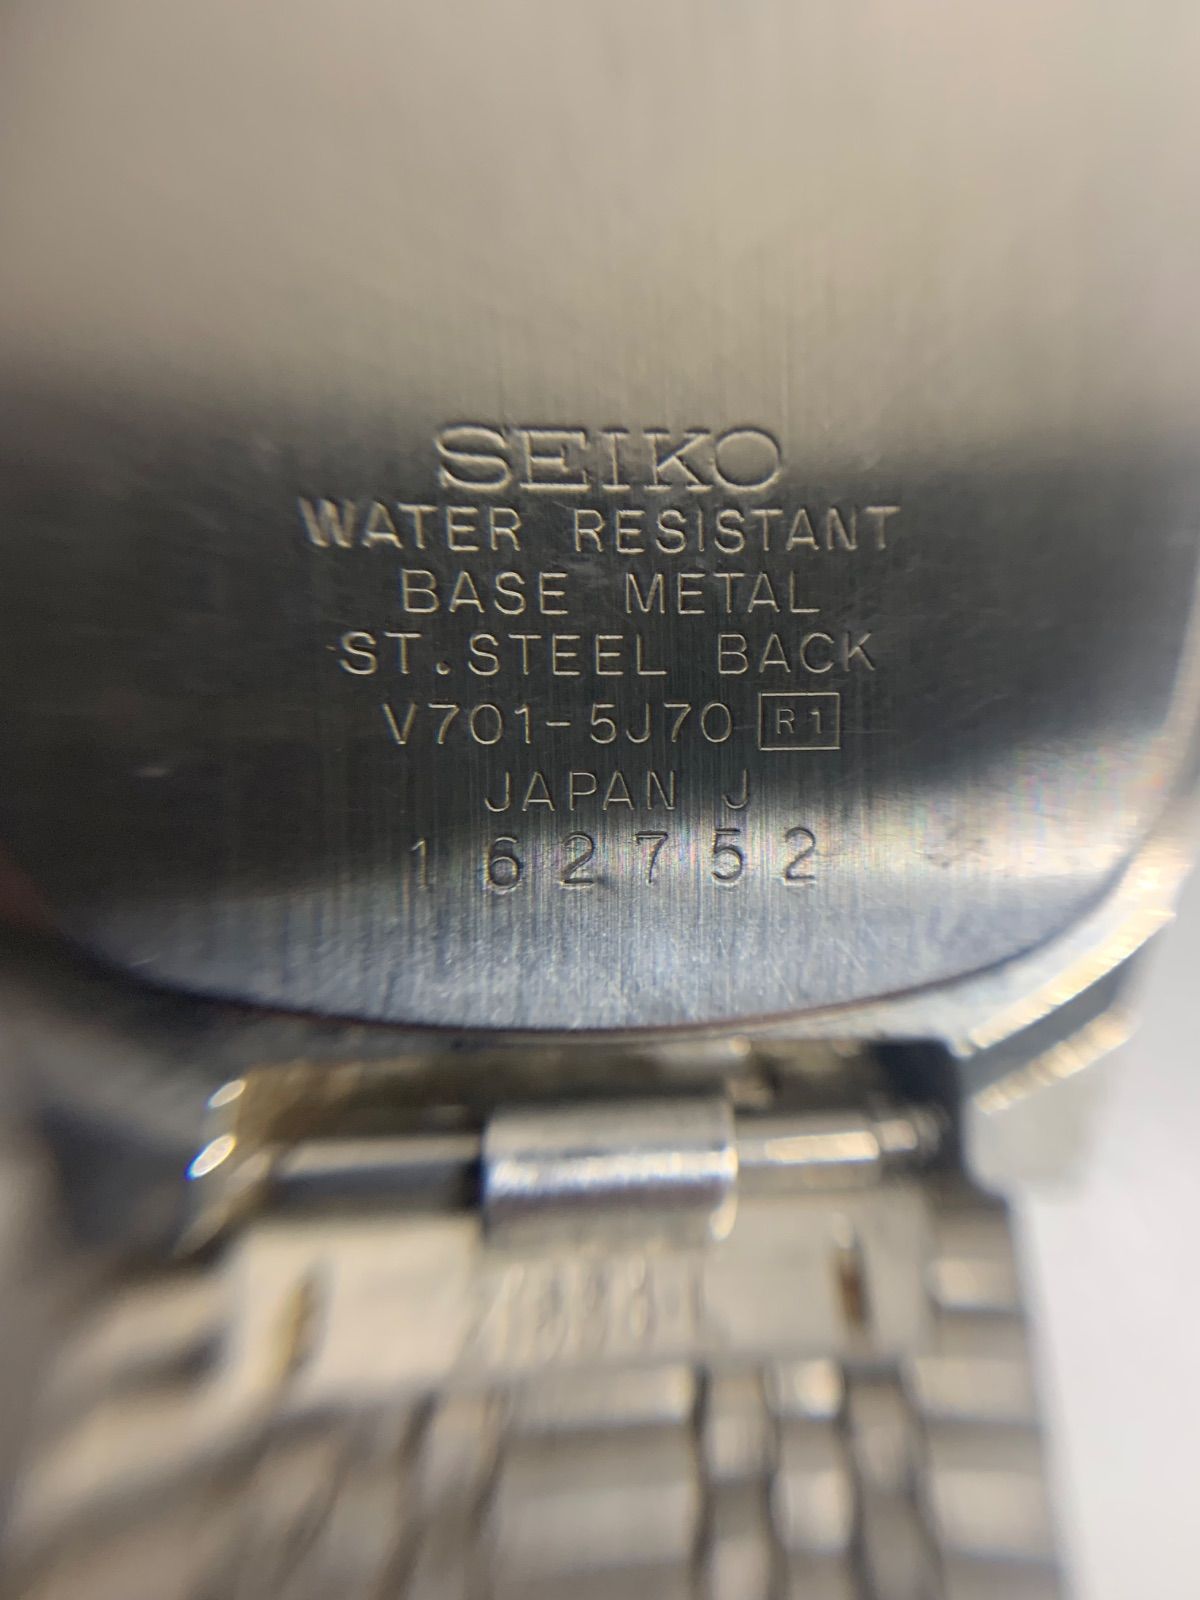 SEIKO
WATER RESISTANT
BASE METAL
ST. STEEL BACK
V701-5J70 R1
JAPAN J
162752